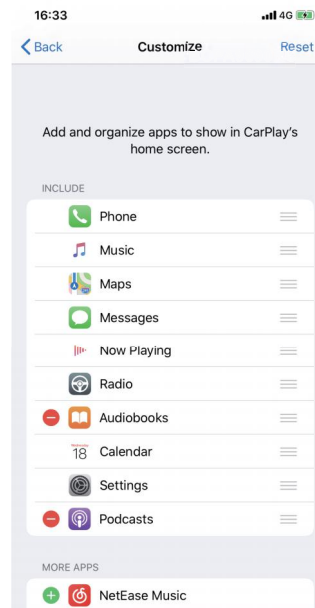 16:33
4G
Back
Customize
Reset
Add and organize apps to show in CarPlay's
home screen.
INCLUDE
Phone
Music
Maps
Messages
Now Playing
Radio
Audiobooks
18
Calendar
Settings
Podcasts
MORE APPS
NetEase Music